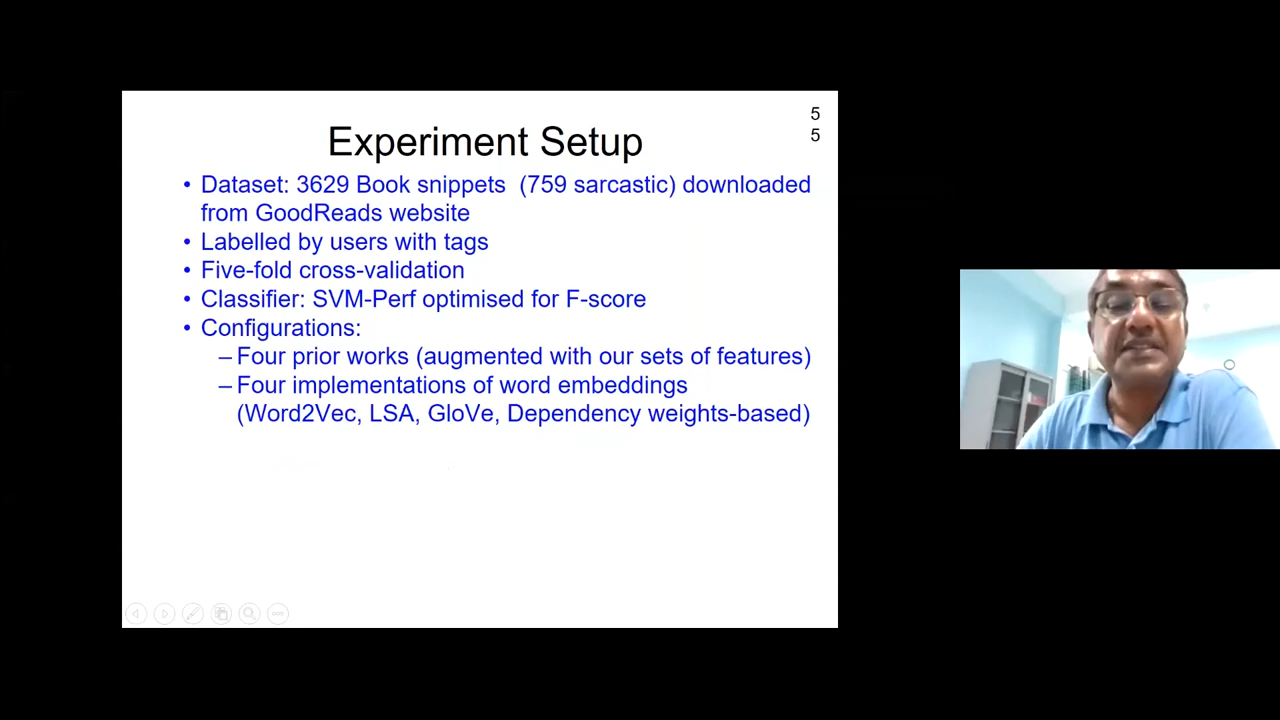 5
5
Experiment Setup
• Dataset: 3629 Book snippets (759 sarcastic) downloaded
from GoodReads website
• Labelled by users with tags
• Five-fold cross-validation
• Classifier: SVM-Perf optimised for F-score
• Configurations:
– Four prior works (augmented with our sets of features)
– Four implementations of word embeddings
(Word2Vec, LSA, GloVe, Dependency weights-based)